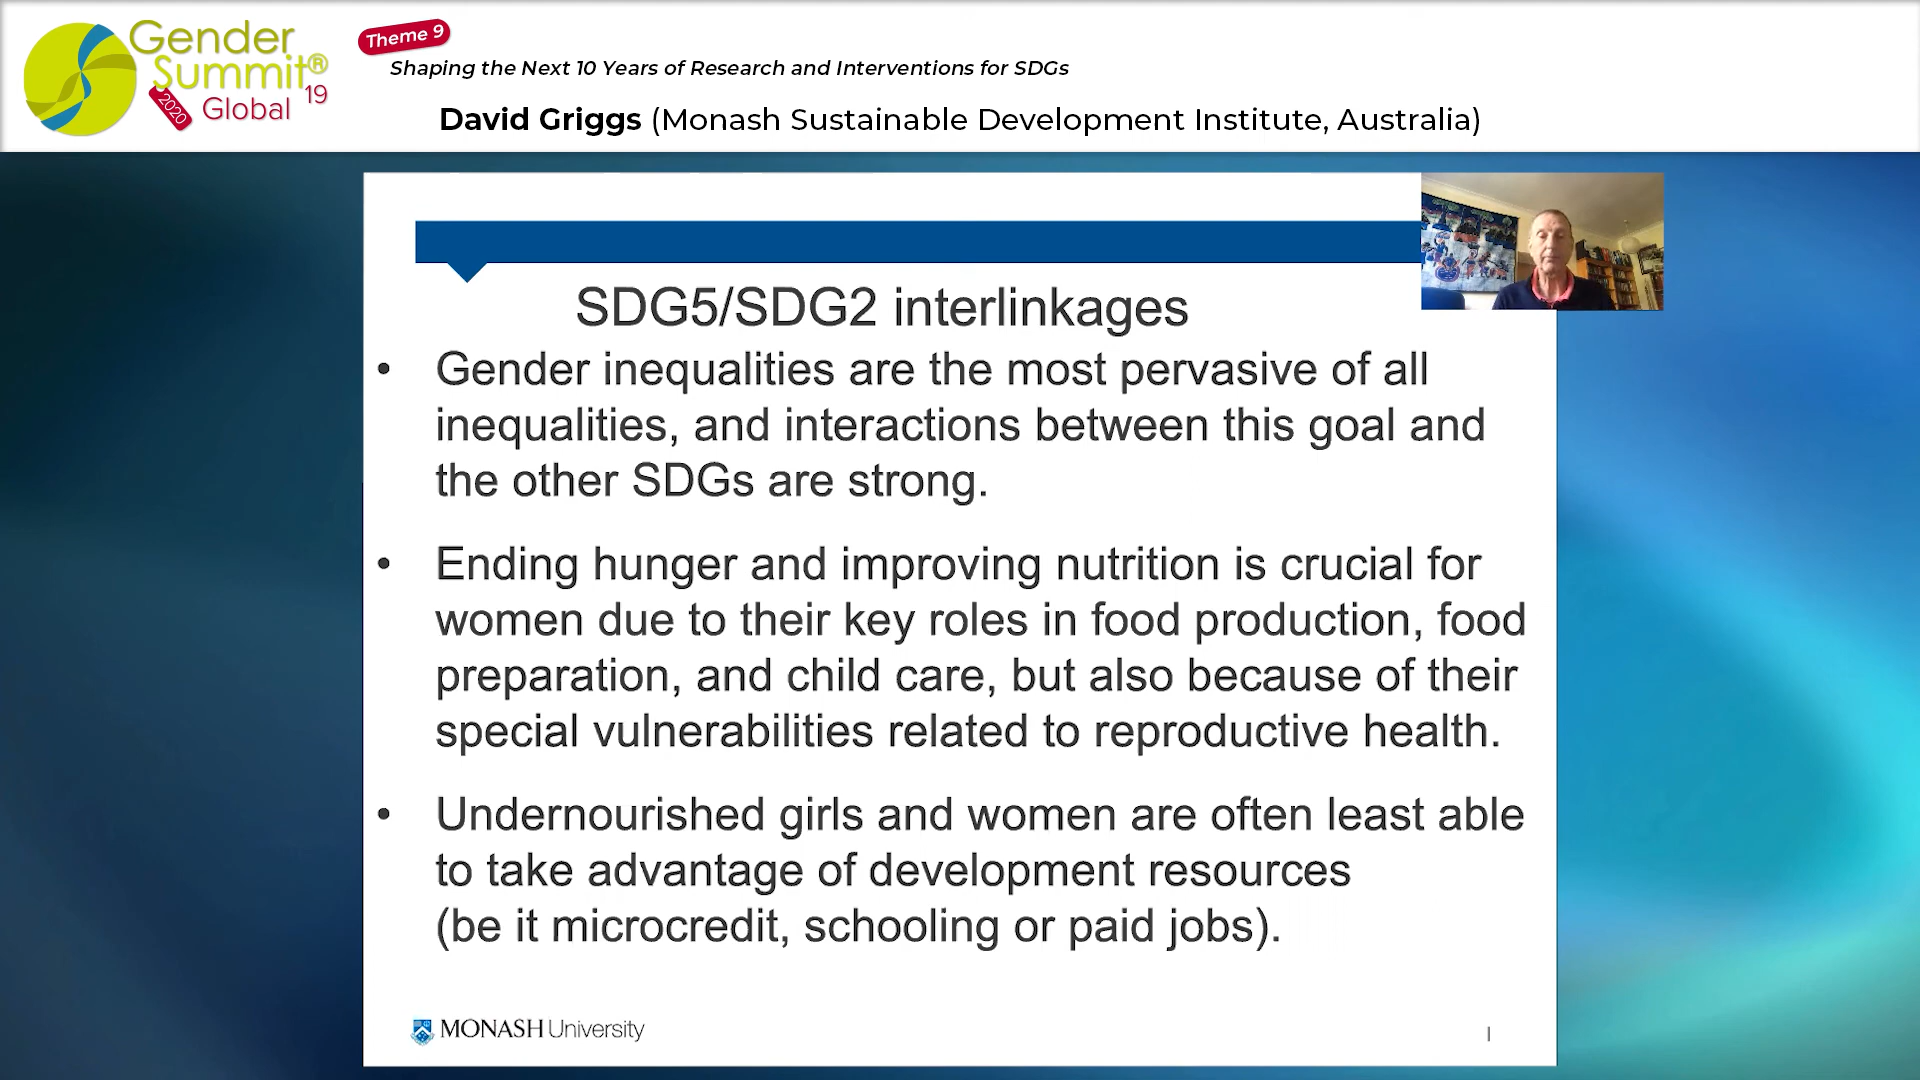 Gender
Summit®
2020
Global 19
Theme 9
Shaping the Next 10 Years of Research and Interventions for SDGs
David Griggs (Monash Sustainable Development Institute, Australia)
SDG5/SDG2 interlinkages
• Gender inequalities are the most pervasive of all
inequalities, and interactions between this goal and
the other SDGs are strong.
• Ending hunger and improving nutrition is crucial for
women due to their key roles in food production, food
preparation, and child care, but also because of their
special vulnerabilities related to reproductive health.
• Undernourished girls and women are often least able
to take advantage of development resources
(be it microcredit, schooling or paid jobs).
MONASH University